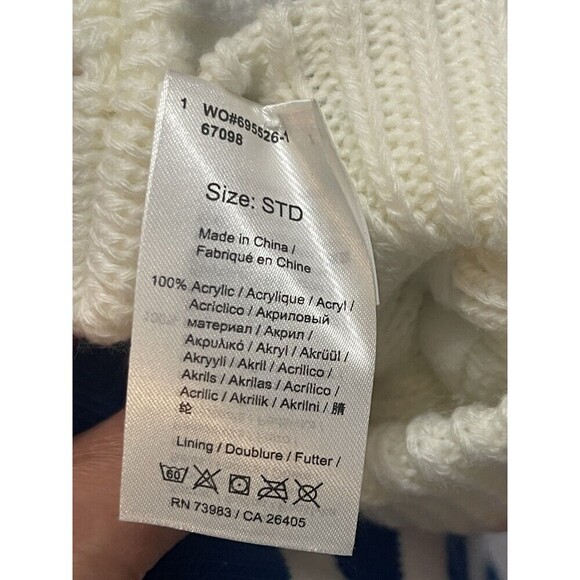 1 WO#695526-1
67098
Size: STD
Made in China /
Fabriqué en Chine
100% Acrylic / Acrylique / Acryl /
Acríclico / Акриловый
материал / Акрил /
Ακρυλικό / Akryl / Akrüül /
Akryyli / Akril / Acrilico /
Akrils / Akrilas / Acrílico /
Acrilic / Akrilik / Akrilni / 腈
纶
Lining / Doublure / Futter /
60
RN 73983 / CA 26405